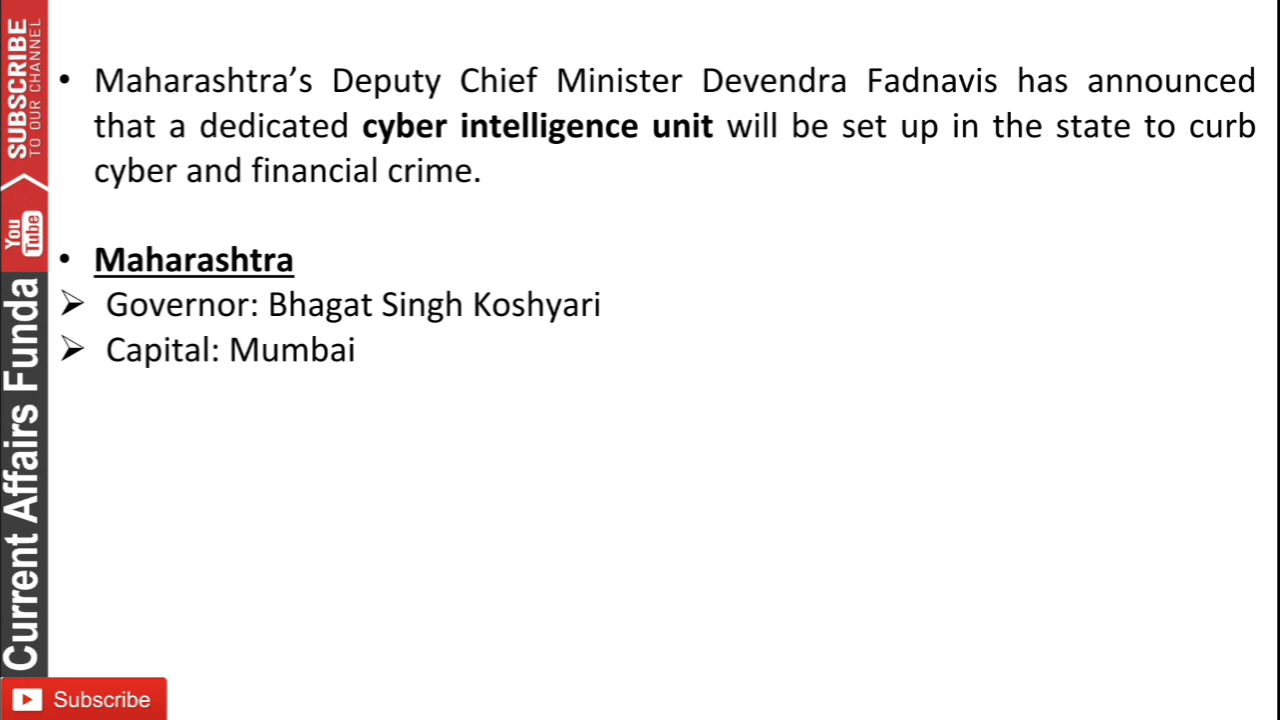 SUBSCRIBE
TO OUR CHANNEL
You
Tube
Current Affairs Funda
• Maharashtra’s Deputy Chief Minister Devendra Fadnavis has announced
that a dedicated cyber intelligence unit will be set up in the state to curb
cyber and financial crime.
• Maharashtra
➢ Governor: Bhagat Singh Koshyari
➢ Capital: Mumbai
Subscribe